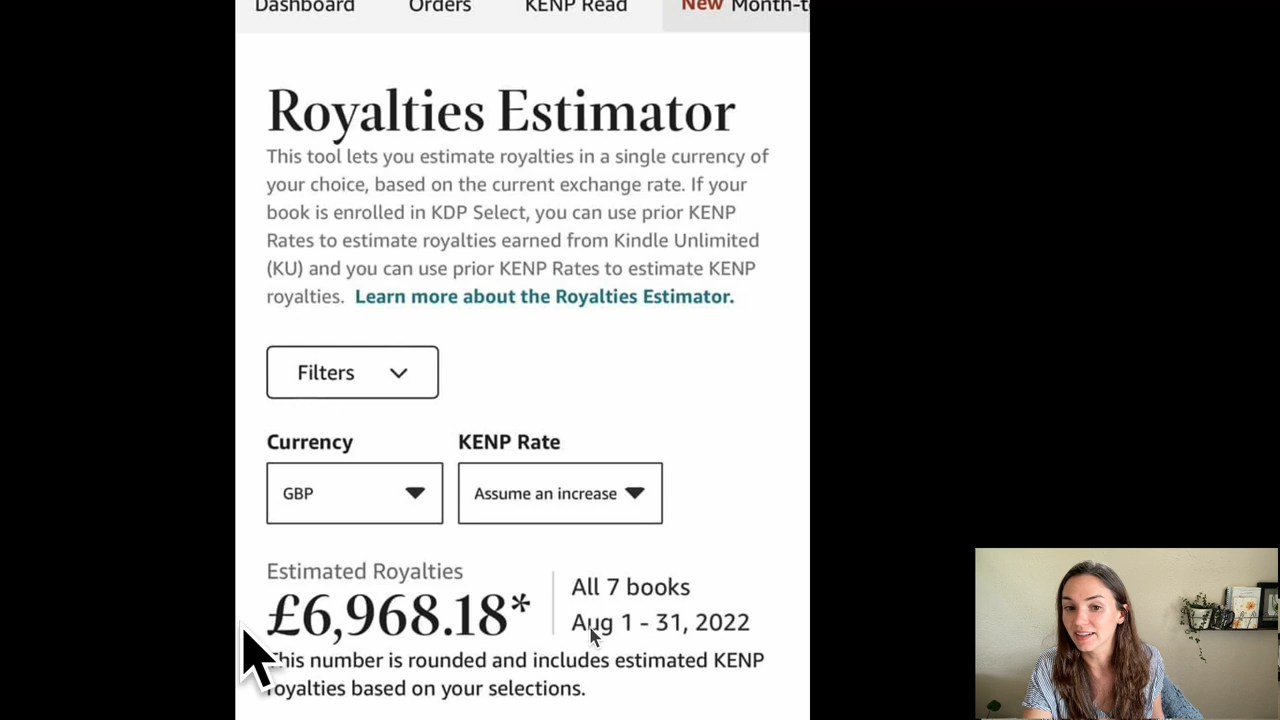 Dashboard Orders KENP Read New Month-to
Royalties Estimator
This tool lets you estimate royalties in a single currency of
your choice, based on the current exchange rate. If your
book is enrolled in KDP Select, you can use prior KENP
Rates to estimate royalties earned from Kindle Unlimited
(KU) and you can use prior KENP Rates to estimate KENP
royalties. Learn more about the Royalties Estimator.
Filters
Currency KENP Rate
GBP Assume an increase
Estimated Royalties
All 7 books
£6,968.18*
Aug 1 - 31, 2022
This number is rounded and includes estimated KENP
royalties based on your selections.